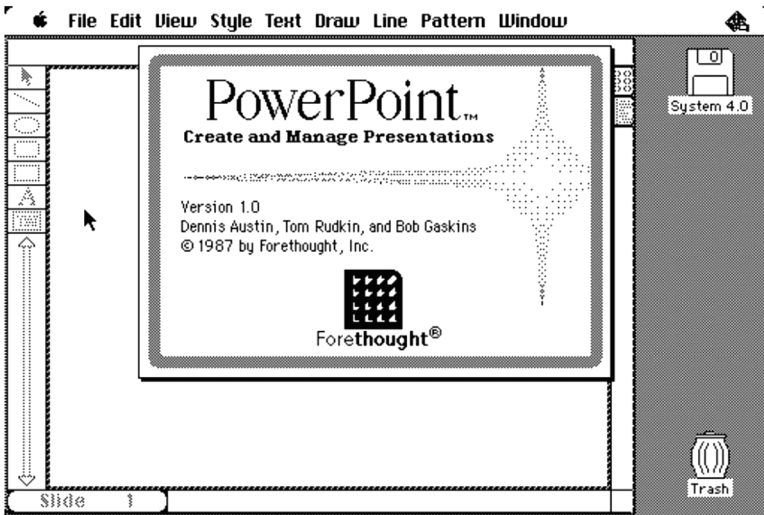 File Edit View Style Text Draw Line Pattern Window
PowerPoint™
Create and Manage Presentations
Version 1.0
Dennis Austin, Tom Rudkin, and Bob Gaskins
© 1987 by Forethought, Inc.
Forethought®
System 4.0
A
Trash
Slide 1